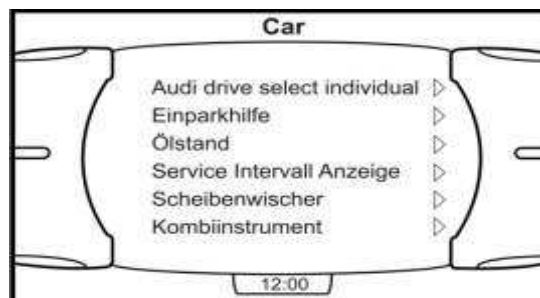 Car
Audi drive select individual
Einparkhilfe
Ölstand
Service Intervall Anzeige
Scheibenwischer
Kombiinstrument
12:00